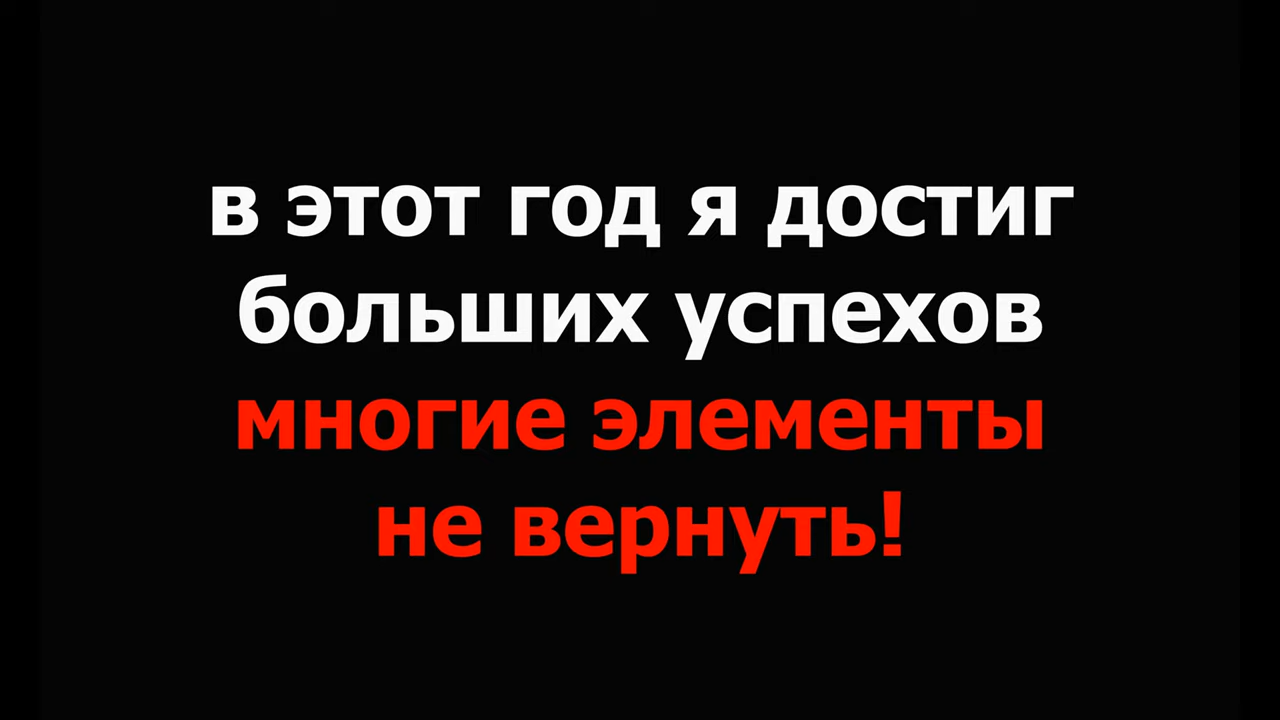 в этот год я достиг
больших успехов
многие элементы
не вернуть!